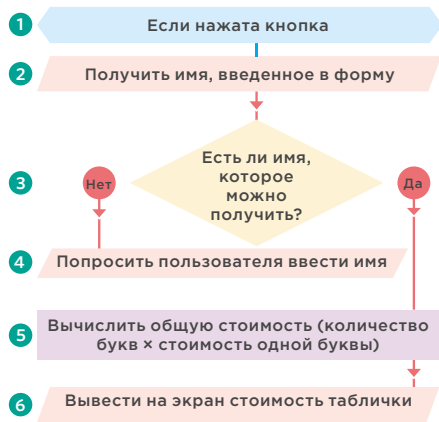 1 Если нажата кнопка
2 Получить имя, введенное в форму
Есть ли имя,
которое
можно
получить?
3 Нет Да
4 Попросить пользователя ввести имя
5 Вычислить общую стоимость (количество
букв × стоимость одной буквы)
6 Вывести на экран стоимость таблички